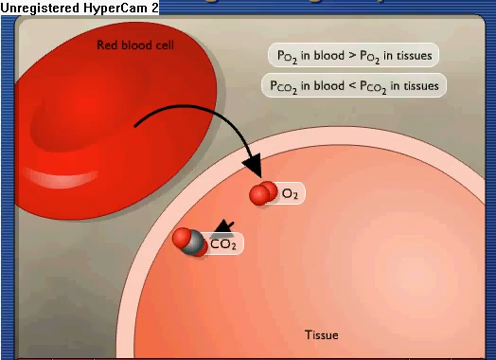 Unregistered HyperCam 2
Red blood cell
PO2 in blood > PO2 in tissues
PCO2 in blood < PCO2 in tissues
O2
CO2
Tissue